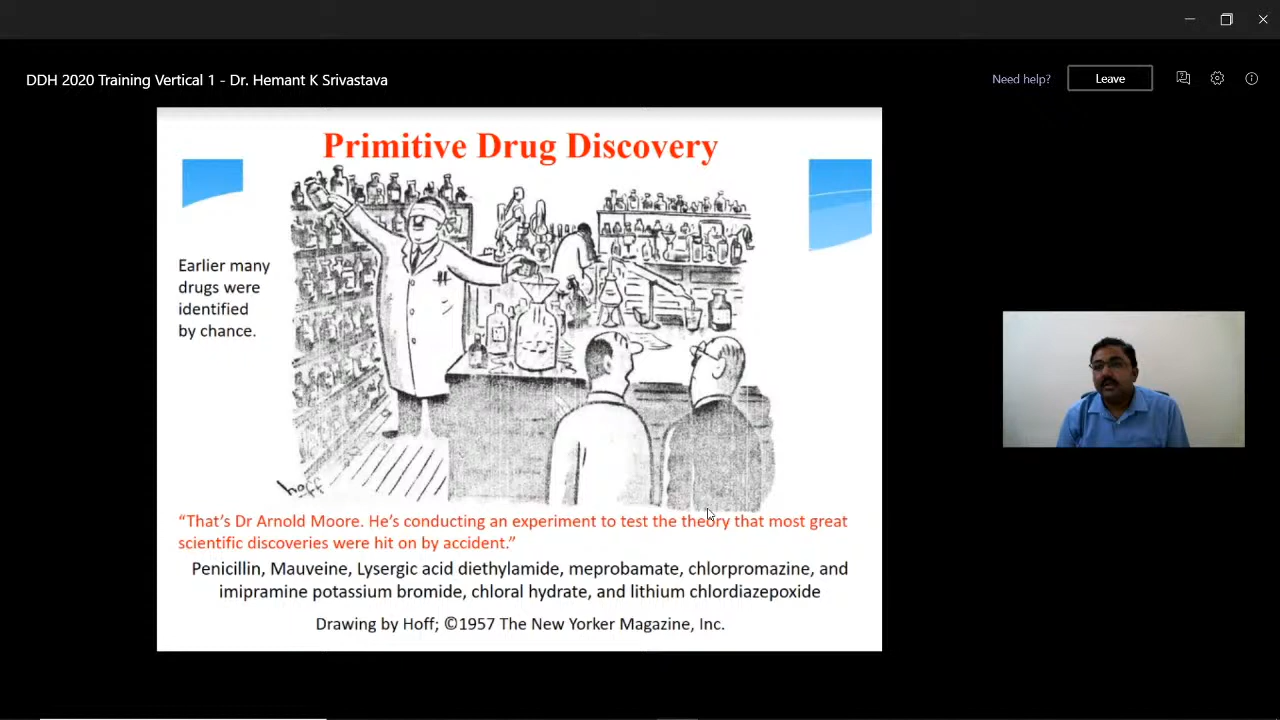 DDH 2020 Training Vertical 1 - Dr. Hemant K Srivastava
Need help?
Leave
Primitive Drug Discovery
Earlier many
drugs were
identified
by chance.
hoff
“That’s Dr Arnold Moore. He’s conducting an experiment to test the theory that most great
scientific discoveries were hit on by accident.”
Penicillin, Mauveine, Lysergic acid diethylamide, meprobamate, chlorpromazine, and
imipramine potassium bromide, chloral hydrate, and lithium chlordiazepoxide
Drawing by Hoff; ©1957 The New Yorker Magazine, Inc.